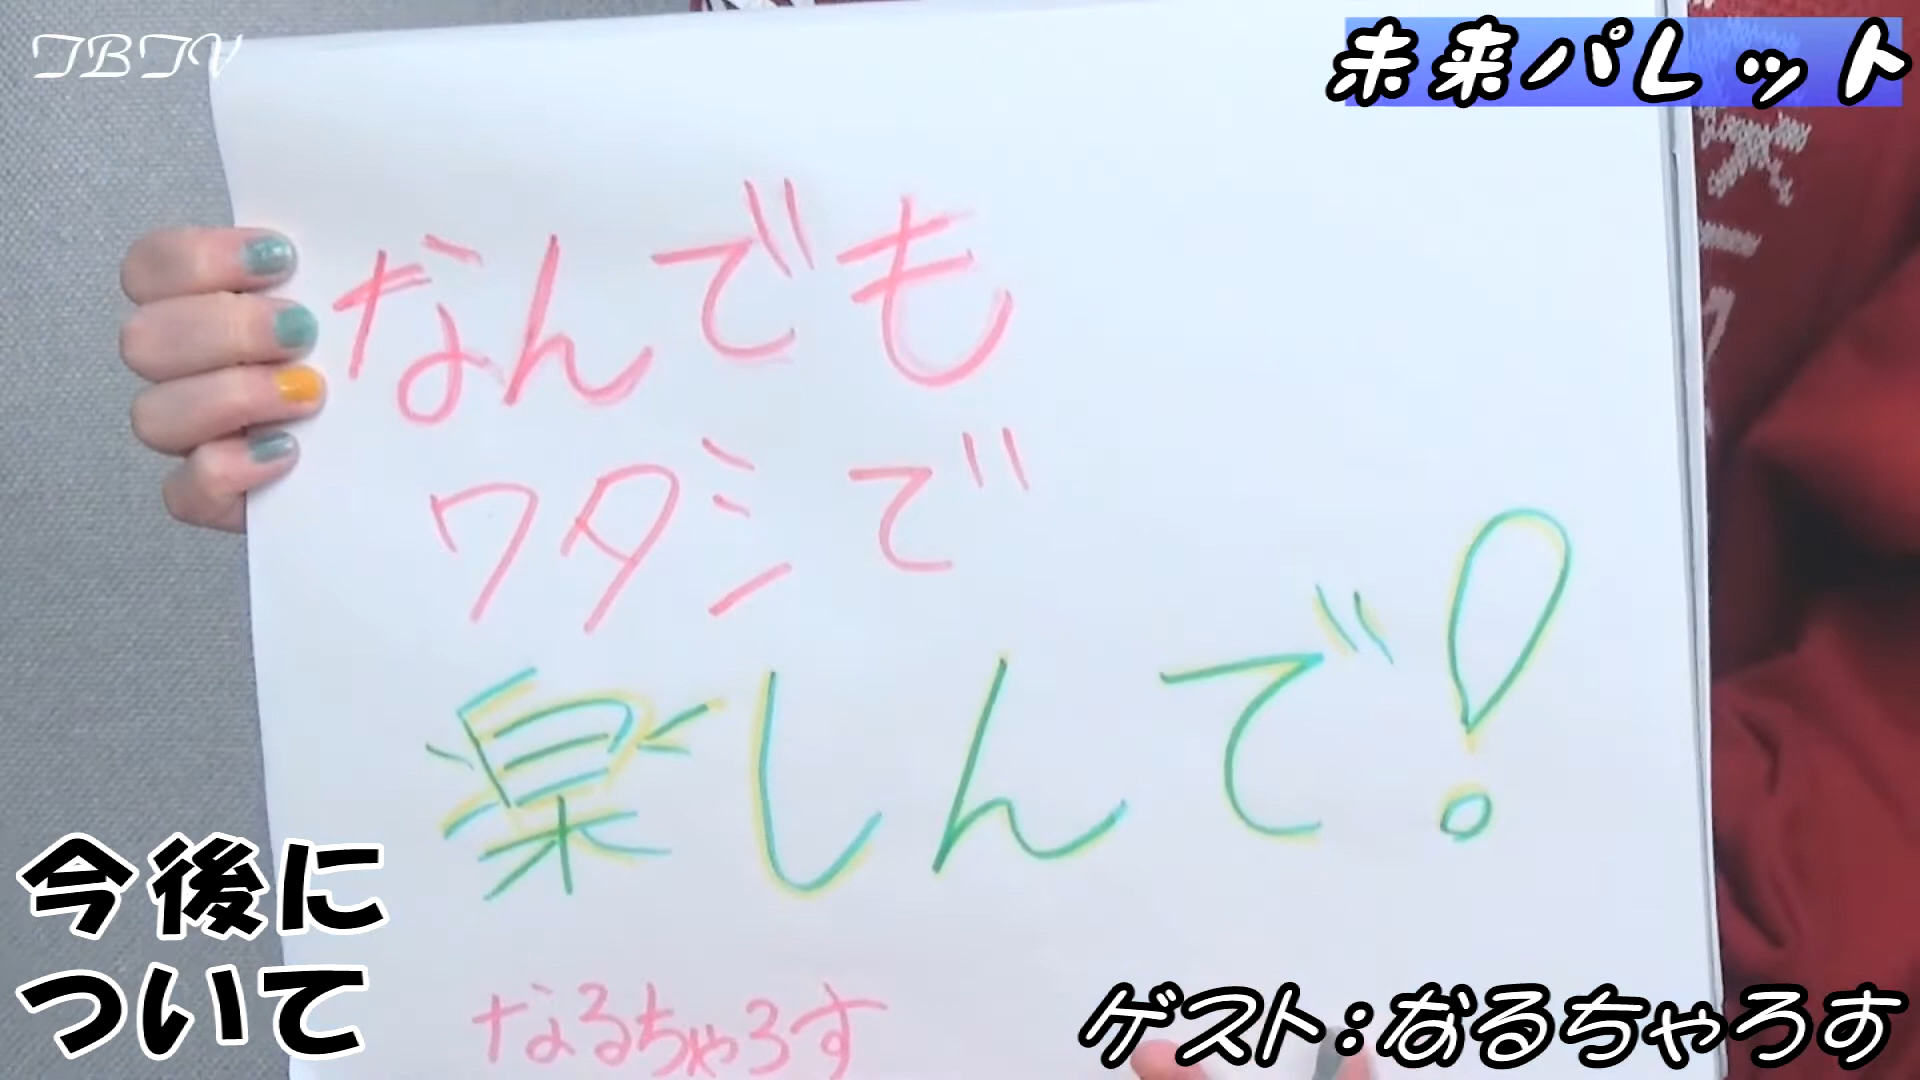 TBTV
未来パレット
なんでも
ワタシで
楽しんで!
なるちゃろす
今後に
ついて
ゲスト:なるちゃろす